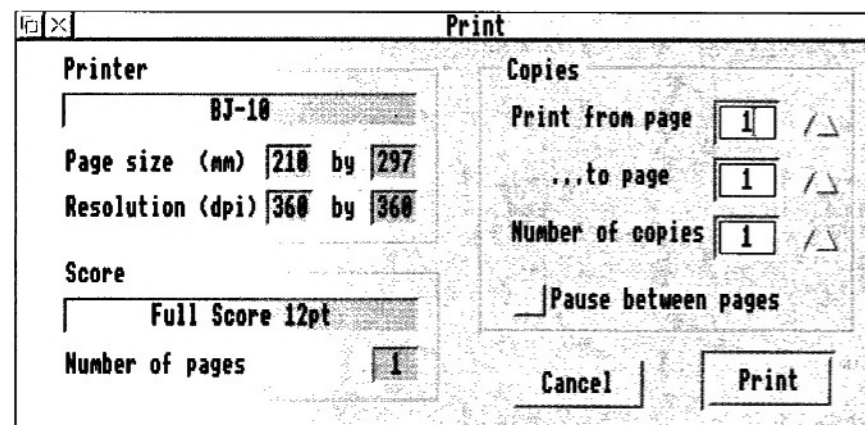 Print
Printer
BJ-10
Page size (mm) 210 by 297
Resolution (dpi) 360 by 360
Score
Full Score 12pt
Number of pages 1
Copies
Print from page 1
...to page 1
Number of copies 1
Pause between pages
Cancel
Print